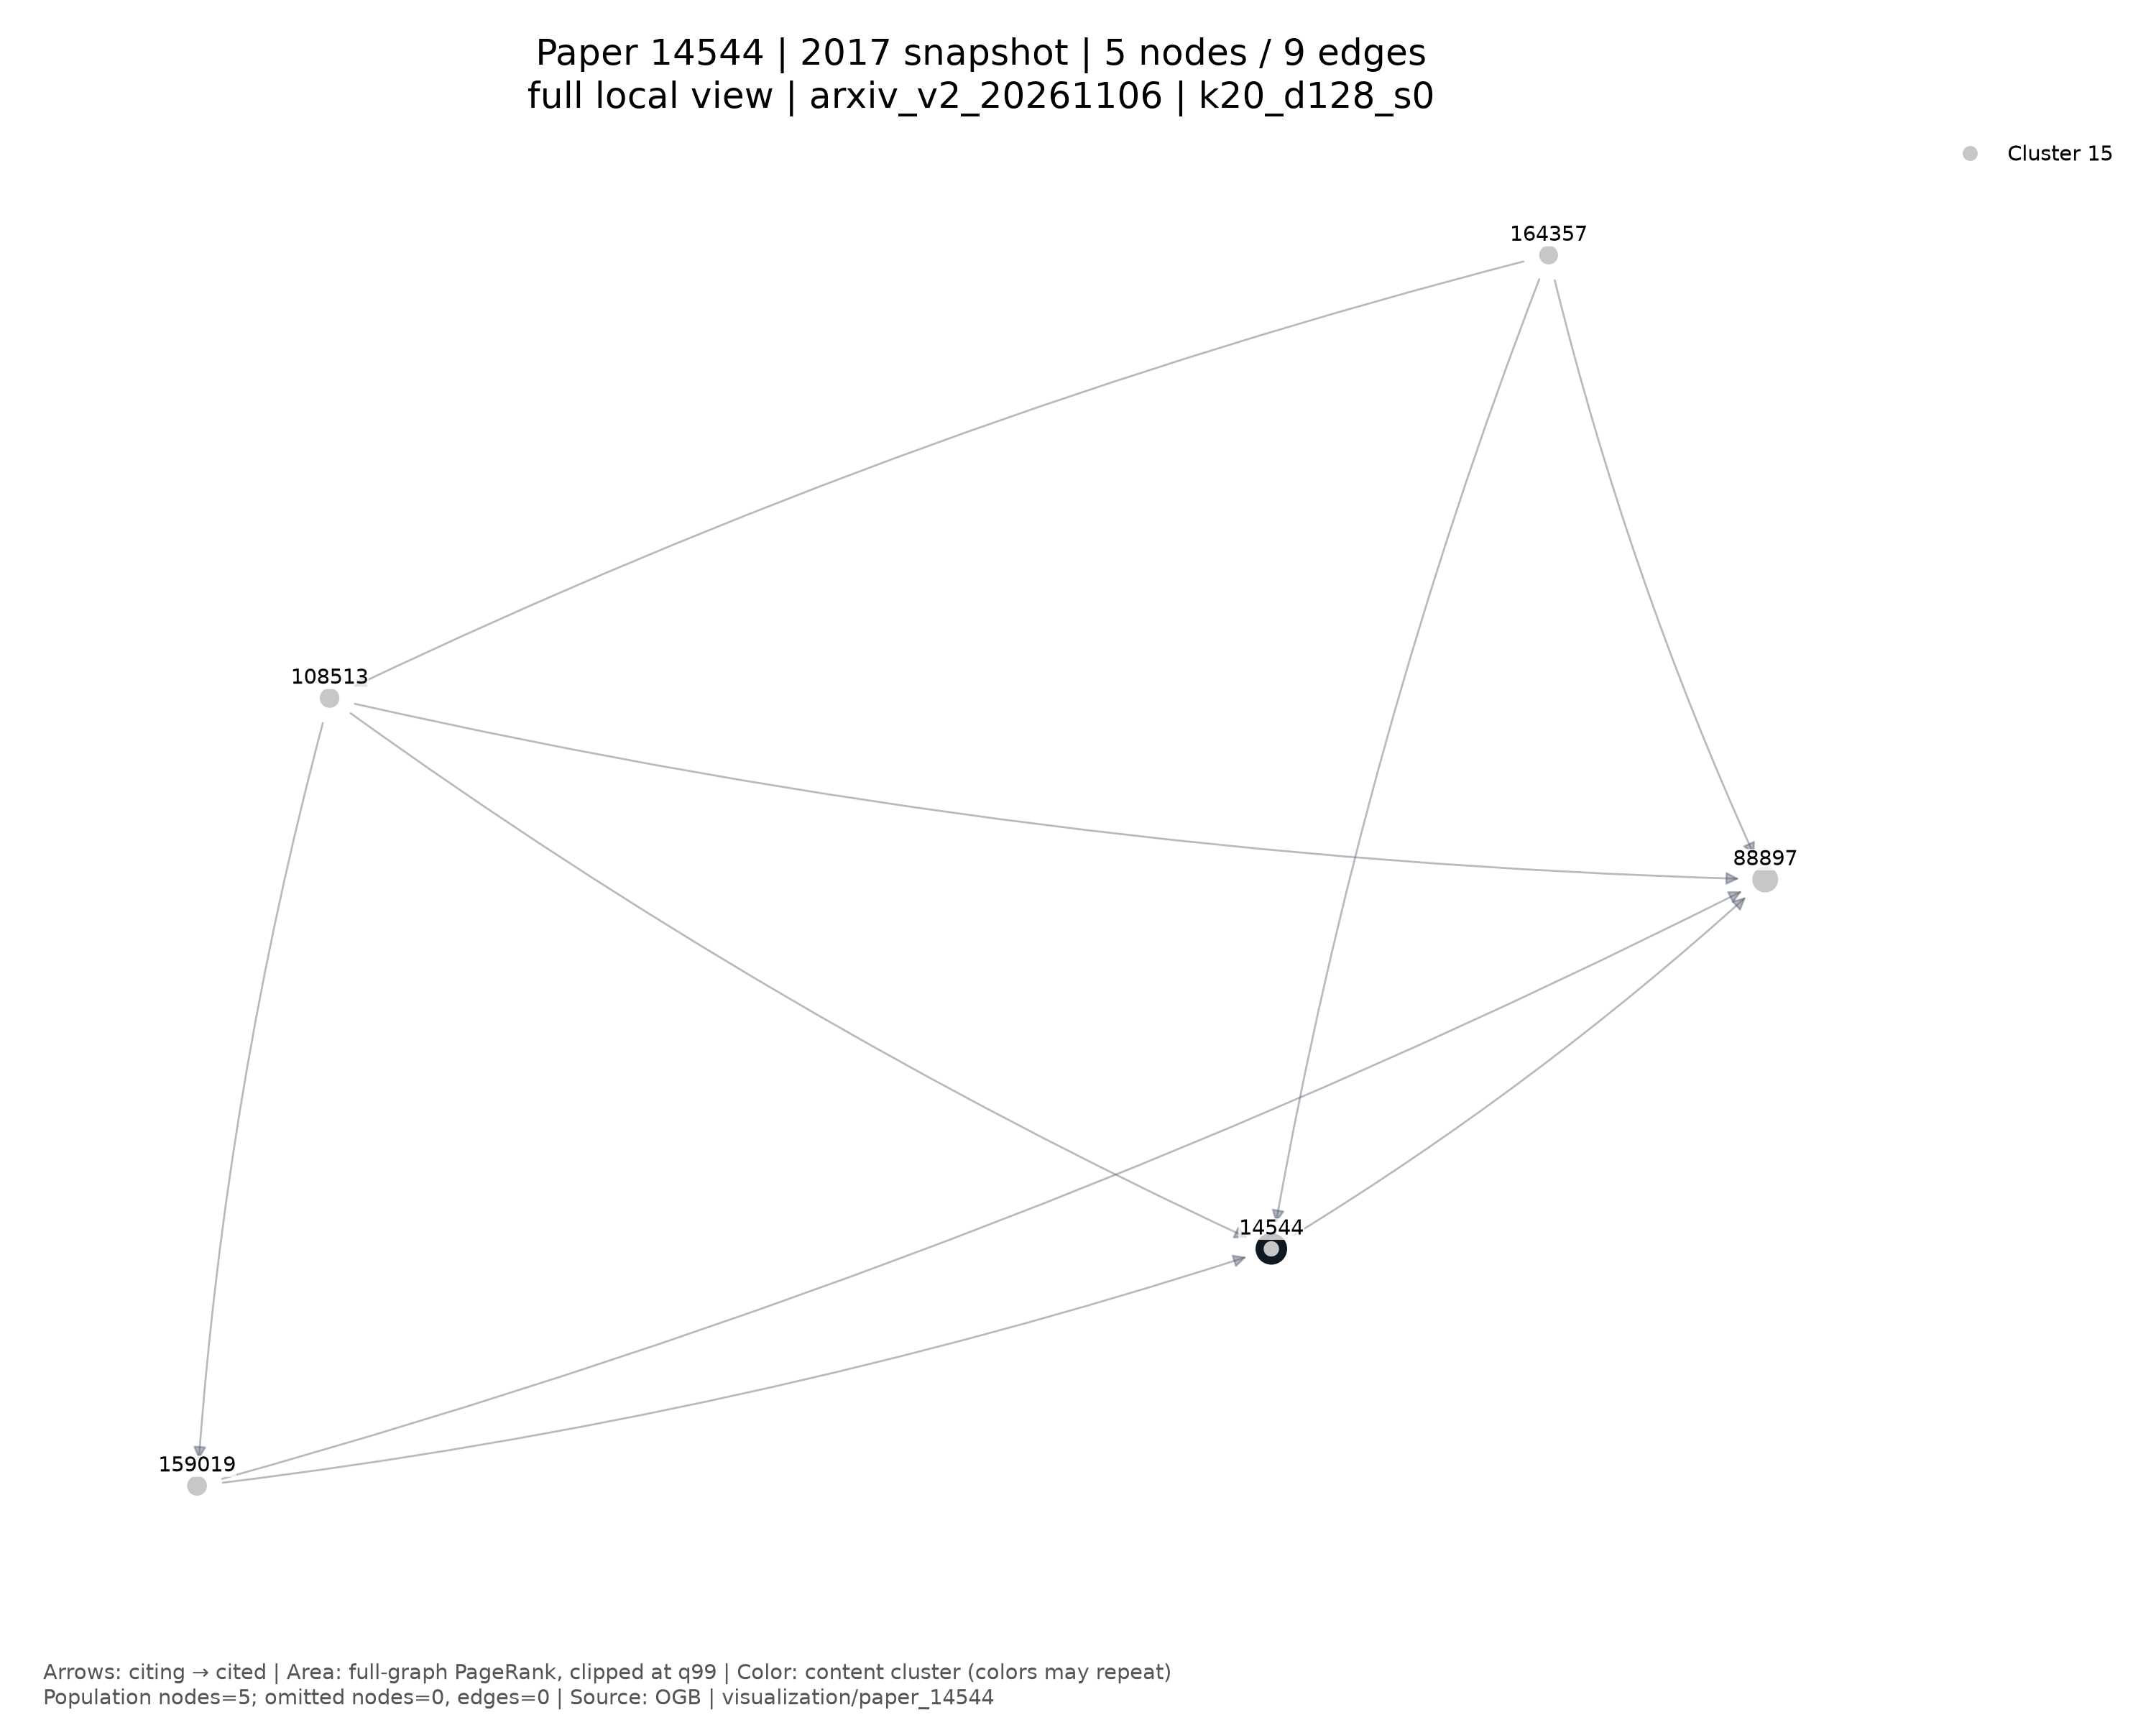 Paper 14544 | 2017 snapshot | 5 nodes / 9 edges
full local view | arxiv_v2_20261106 | k20_d128_s0
Cluster 15
164357
108513
88897
14544
159019
Arrows: citing → cited | Area: full-graph PageRank, clipped at q99 | Color: content cluster (colors may repeat)
Population nodes=5; omitted nodes=0, edges=0 | Source: OGB | visualization/paper_14544